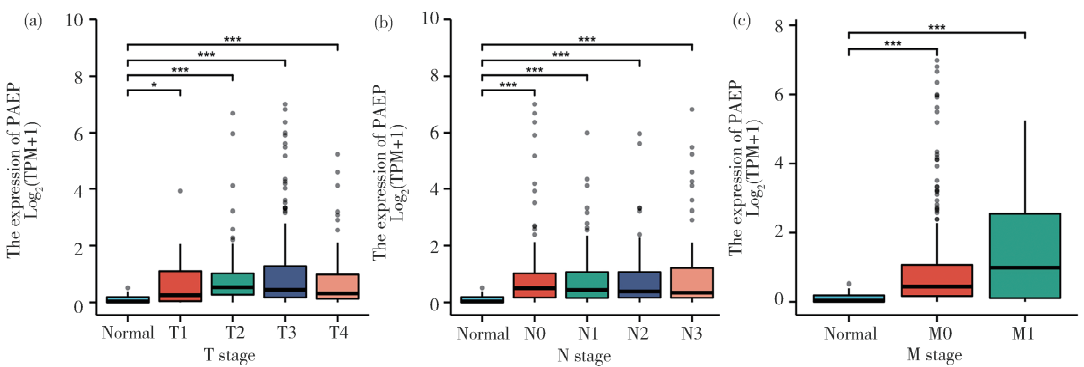 (a)
The expression of PAEP
Log2(TPM+1)
10
8
6
4
2
0
*
***
***
***
Normal T1 T2 T3 T4
T stage
(b)
The expression of PAEP
Log2(TPM+1)
10
8
6
4
2
0
***
***
***
***
Normal N0 N1 N2 N3
N stage
(c)
The expression of PAEP
Log2(TPM+1)
8
6
4
2
0
***
***
Normal M0 M1
M stage